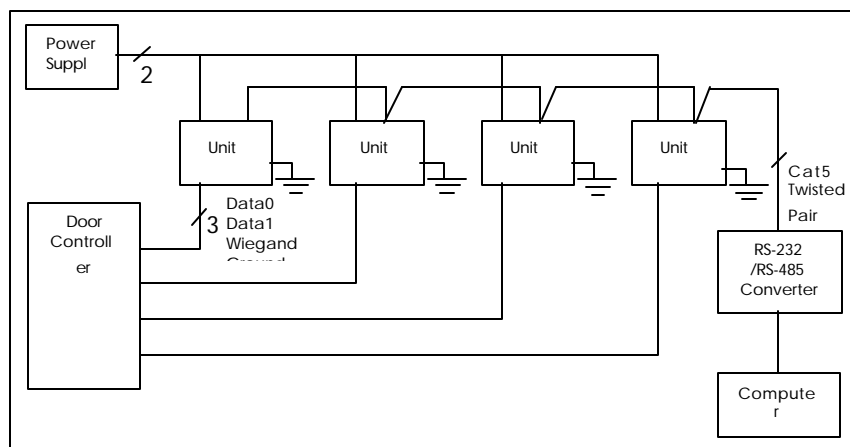 Power
Suppl
2
Unit
Unit
Unit
Unit
Cat5
Twisted
Pair
3
Data0
Data1
Wiegand
Door
Controll
er
RS-232
/RS-485
Converter
Compute
r